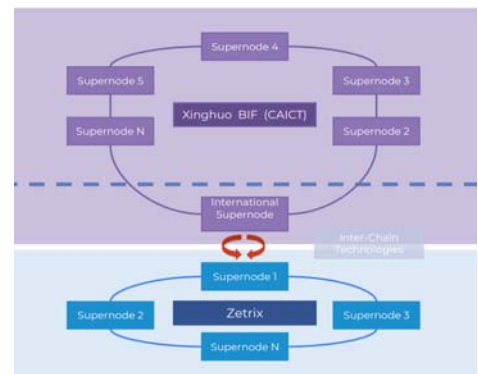 Supernode 4
Supernode 5
Supernode 3
Xinghuo BIF (CAICT)
Supernode N
Supernode 2
International
Supernode
Inter-Chain
Technologies
Supernode 1
Supernode 2
Zetrix
Supernode 3
Supernode N